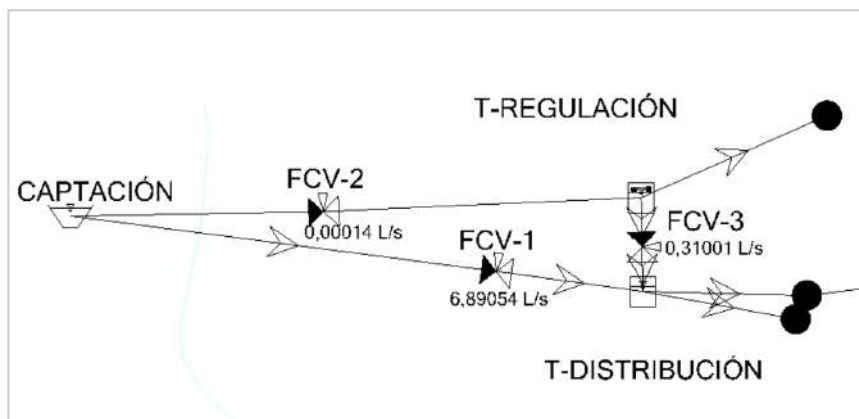 T-REGULACIÓN
CAPTACIÓN
FCV-2
0,00014 L/s
FCV-3
0,31001 L/s
FCV-1
6,89054 L/s
T-DISTRIBUCIÓN